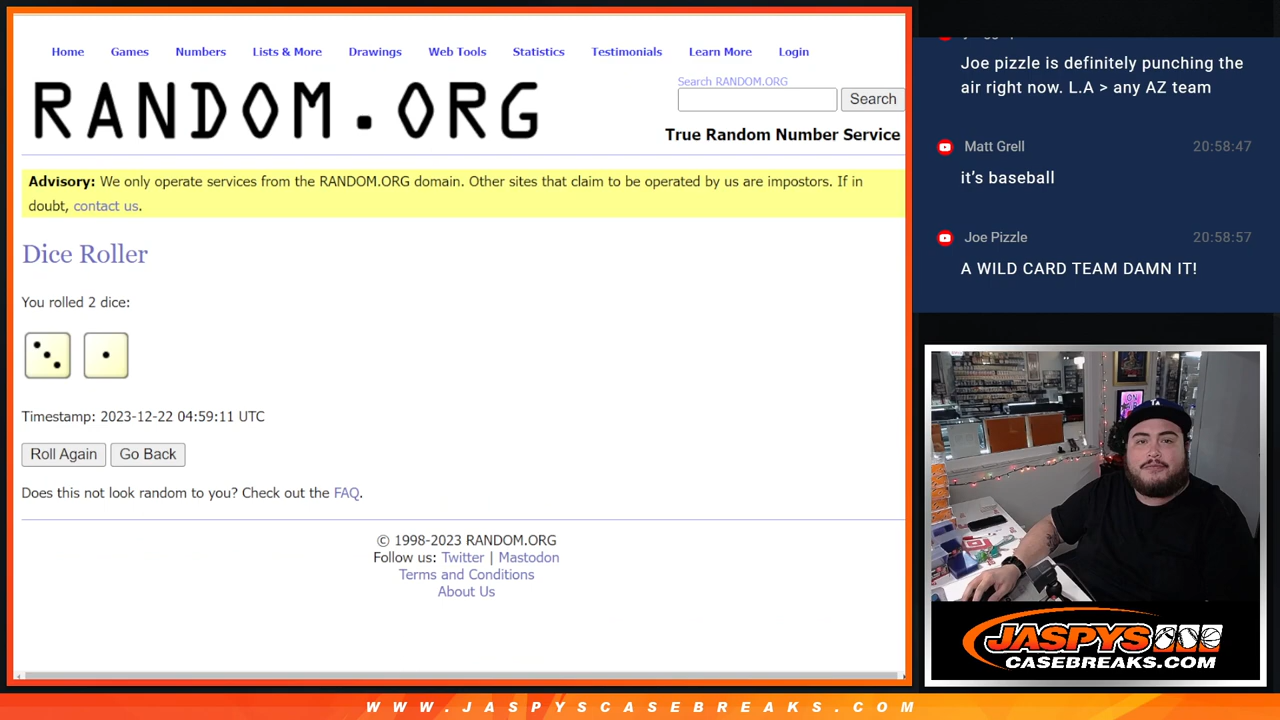 Home Games Numbers Lists & More Drawings Web Tools Statistics Testimonials Learn More Login
RANDOM.ORG
Search RANDOM.ORG
Search
True Random Number Service
Advisory: We only operate services from the RANDOM.ORG domain. Other sites that claim to be operated by us are impostors. If in
doubt, contact us.
Dice Roller
You rolled 2 dice:
Timestamp: 2023-12-22 04:59:11 UTC
Roll Again Go Back
Does this not look random to you? Check out the FAQ.
© 1998-2023 RANDOM.ORG
Follow us: Twitter | Mastodon
Terms and Conditions
About Us
Joe pizzle is definitely punching the
air right now. L.A > any AZ team
Matt Grell 20:58:47
it’s baseball
Joe Pizzle 20:58:57
A WILD CARD TEAM DAMN IT!
JASPYS
CASEBREAKS.COM
WWW.JASPYSCASEBREAKS.COM